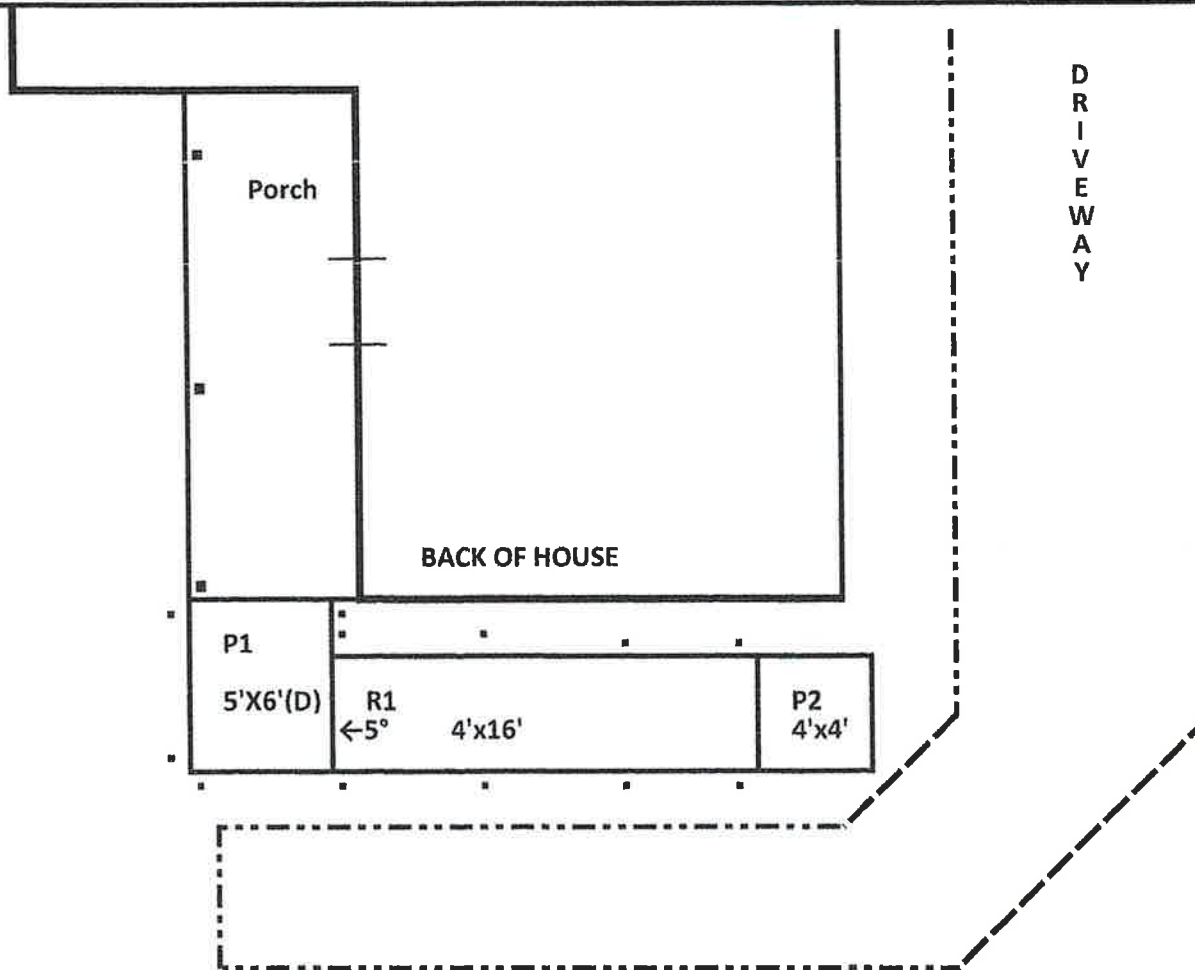 DRIVEWAY
Porch
BACK OF HOUSE
P1
5'X6'(D)
R1
←5°
4'x16'
P2
4'x4'